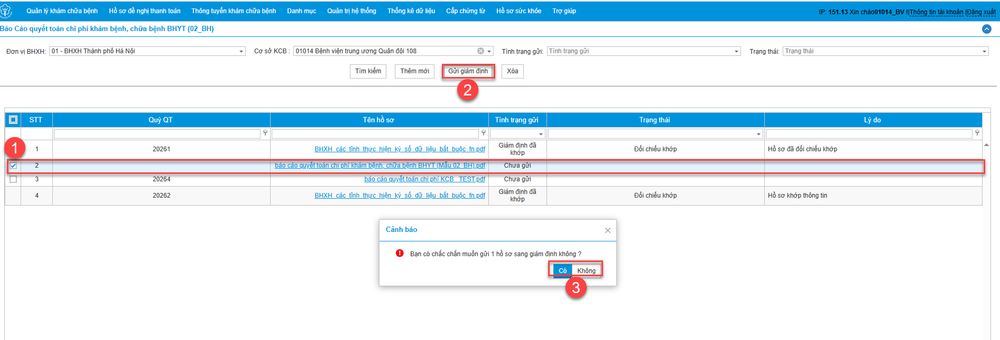 Quản lý khám chữa bệnh Hồ sơ đề nghị thanh toán Thông tuyến khám chữa bệnh Danh mục Quản trị hệ thống Thống kê dữ liệu Cấp chứng từ Hồ sơ sức khỏe Trợ giúp IP: 151.13 Xin chào01014_BV !|Thông tin tài khoản |Đăng xuất
Báo Cáo quyết toán chi phí khám bệnh, chữa bệnh BHYT (02_BH)
Đơn vị BHXH: 01 - BHXH Thành phố Hà Nội Cơ sở KCB : 01014 Bệnh viện trung ương Quân đội 108 Tình trạng gửi: Tình trạng gửi Trạng thái: Trạng thái
Tìm kiếm Thêm mới Gửi giám định Xóa
2
STT Quý QT Tên hồ sơ Tình trạng gửi Trạng thái Lý do
1
1 20261 BHXH_các_tỉnh_thực_hiện_ký_số_dữ_liệu_bắt_buộc_fn.pdf Giám định đã khớp Đối chiếu khớp Hồ sơ đã đối chiếu khớp
2 báo cáo quyết toán chi phí khám bệnh, chữa bệnh BHYT (Mẫu 02_BH).pdf Chưa gửi
3 20264 báo cáo quyết toán chi phí KCB_ TEST.pdf Chưa gửi
4 20262 BHXH_các_tỉnh_thực_hiện_ký_số_dữ_liệu_bắt_buộc_fn.pdf Giám định đã khớp Đối chiếu khớp Hồ sơ khớp thông tin
Cảnh báo
Bạn có chắc chắn muốn gửi 1 hồ sơ sang giám định không ?
Có Không
3